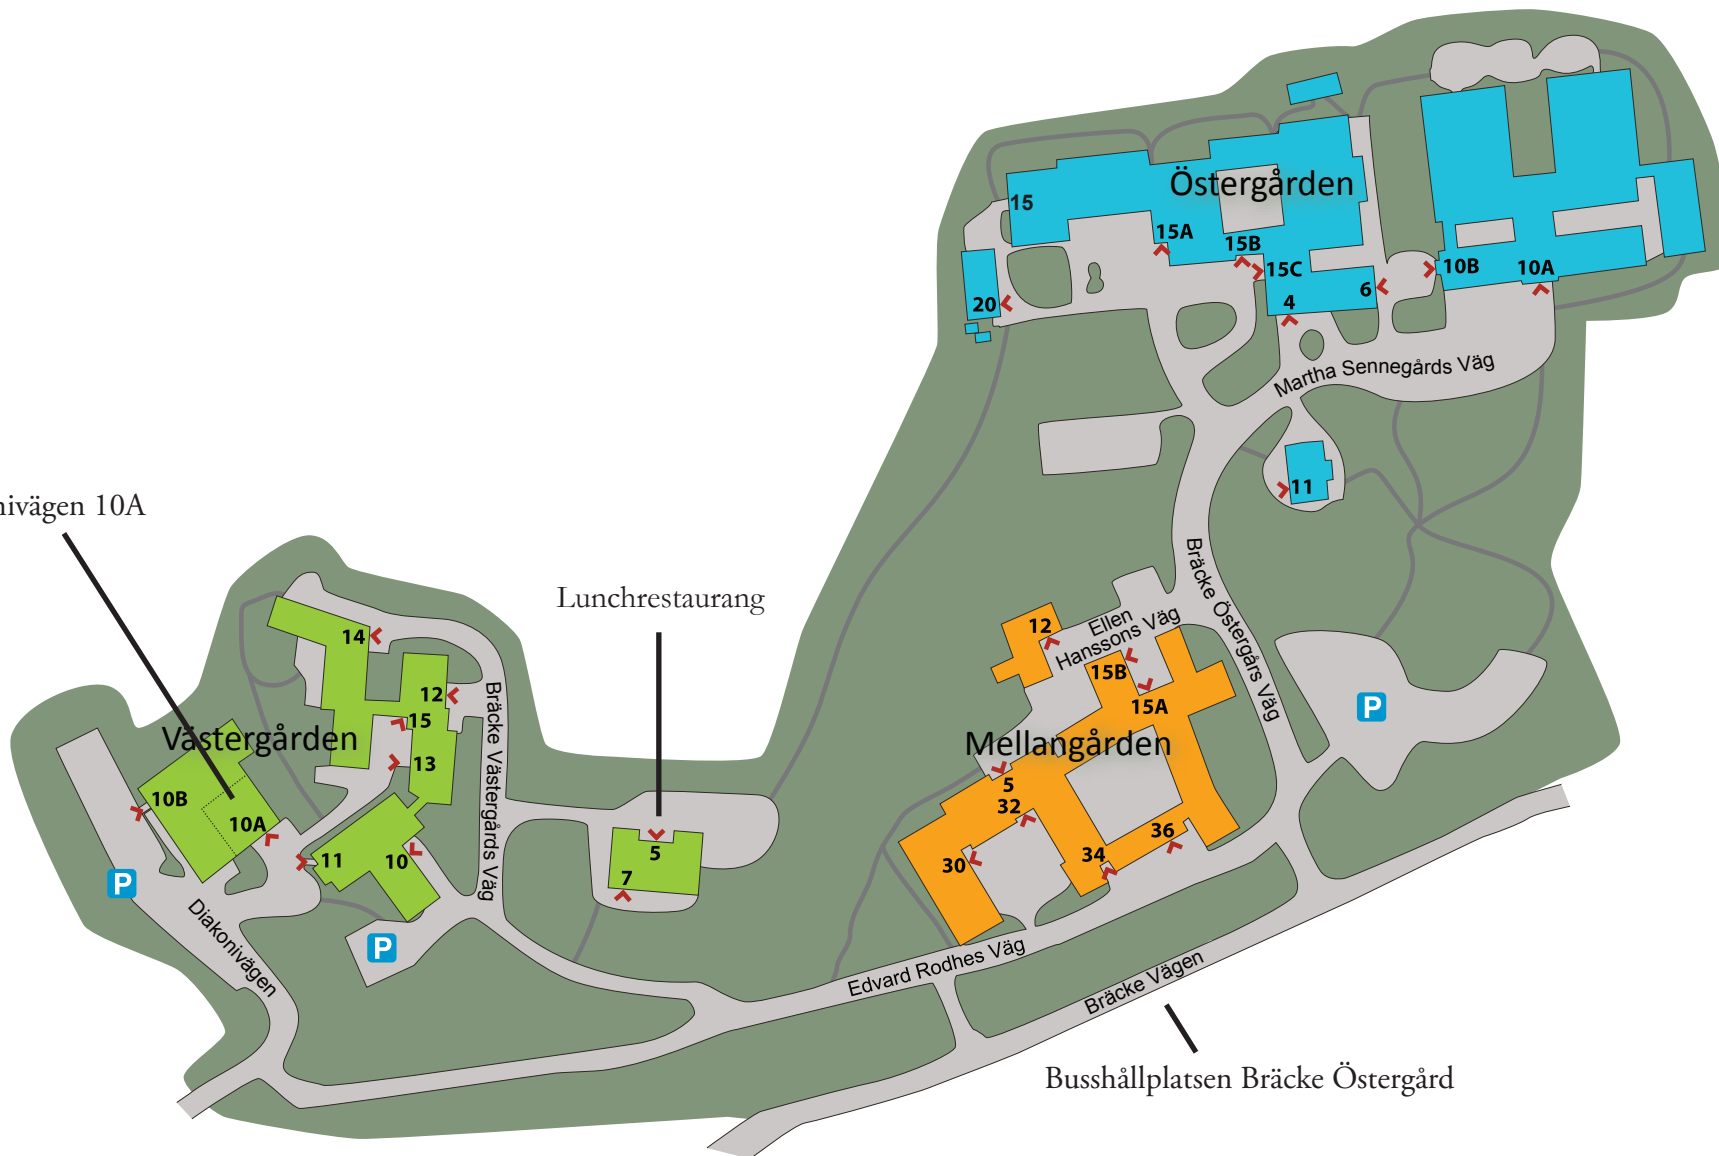 Östergården
15
15A
15B
15C
10B
10A
6
4
20
Martha Sennegårds Väg
11
nivägen 10A
Bräcke Östergårs Väg
Lunchrestaurang
Ellen
Hanssons Väg
12
15B
15A
P
Mellangården
5
32
36
34
30
14
12
15
13
Västergården
10B
10A
11
10
Bräcke Västergårds Väg
5
7
P
P
Diakonivägen
Edvard Rodhes Väg
Bräcke Vägen
Busshållplatsen Bräcke Östergård